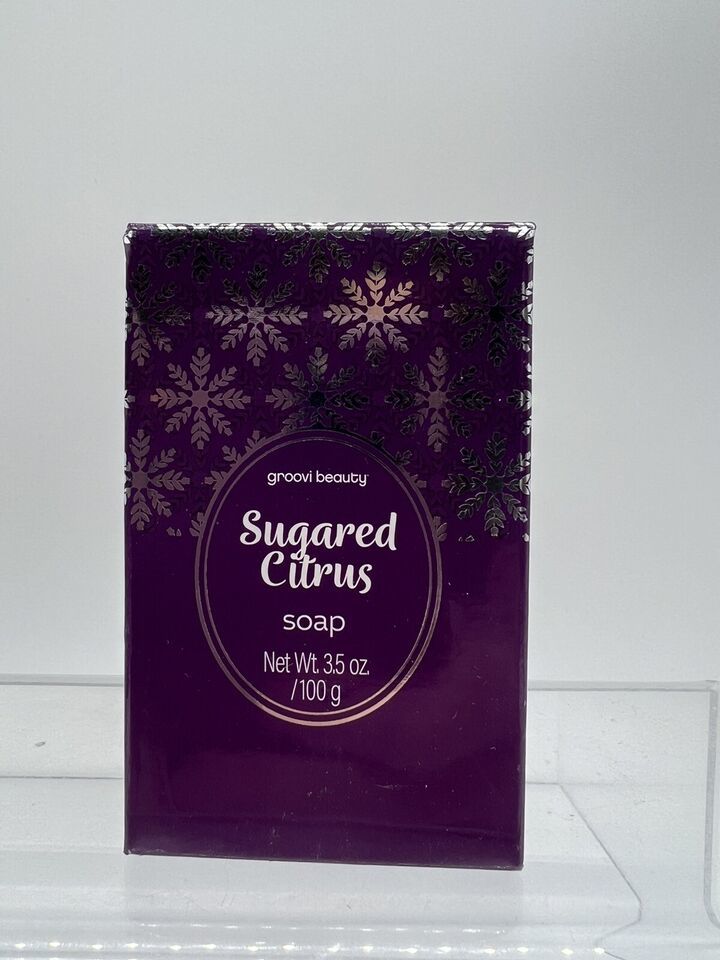 groovi beauty
Sugared
Citrus
soap
Net Wt. 3.5 oz.
/100 g